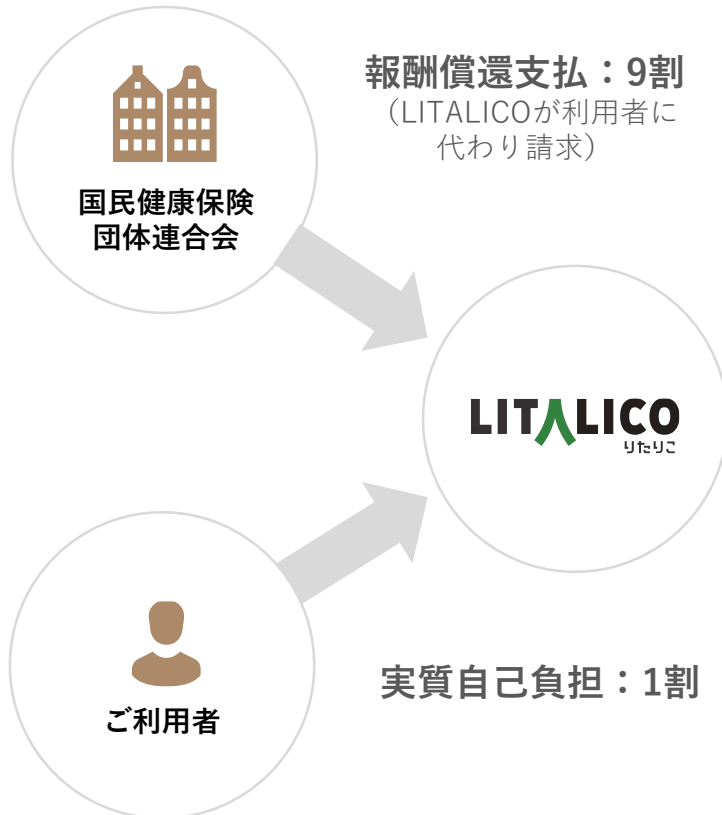 報酬償還支払：9割
（LITALICOが利用者に
代わり請求）
国民健康保険
団体連合会
LITALICO
りたりこ
実質自己負担：1割
ご利用者